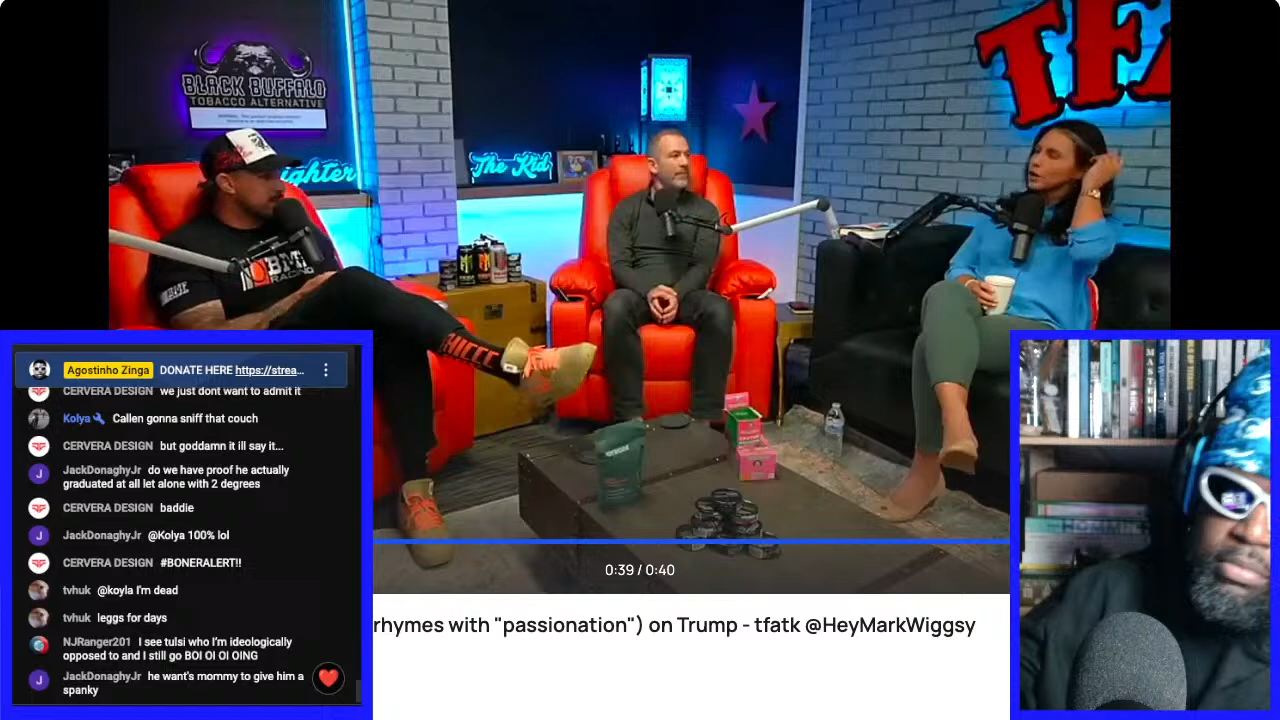 BLACK BUFFALO
TOBACCO ALTERNATIVE
ighter
The Kid
TFA
BMF
RACING
CHICCC
Agostinho Zinga DONATE HERE https://strea...
CERVERA DESIGN we just dont want to admit it
Kolya Callen gonna sniff that couch
CERVERA DESIGN but goddamn it ill say it...
JackDonaghyJr do we have proof he actually
graduated at all let alone with 2 degrees
CERVERA DESIGN baddie
JackDonaghyJr @Kolya 100% lol
CERVERA DESIGN #BONERALERT!!
tvhuk @koyla I'm dead
tvhuk leggs for days
NJRanger201 I see tulsi who I'm ideologically
opposed to and I still go BOI OI OI OING
JackDonaghyJr he want's mommy to give him a
spanky
0:39 / 0:40
rhymes with "passionation") on Trump - tfatk @HeyMarkWiggsy
MASTERY